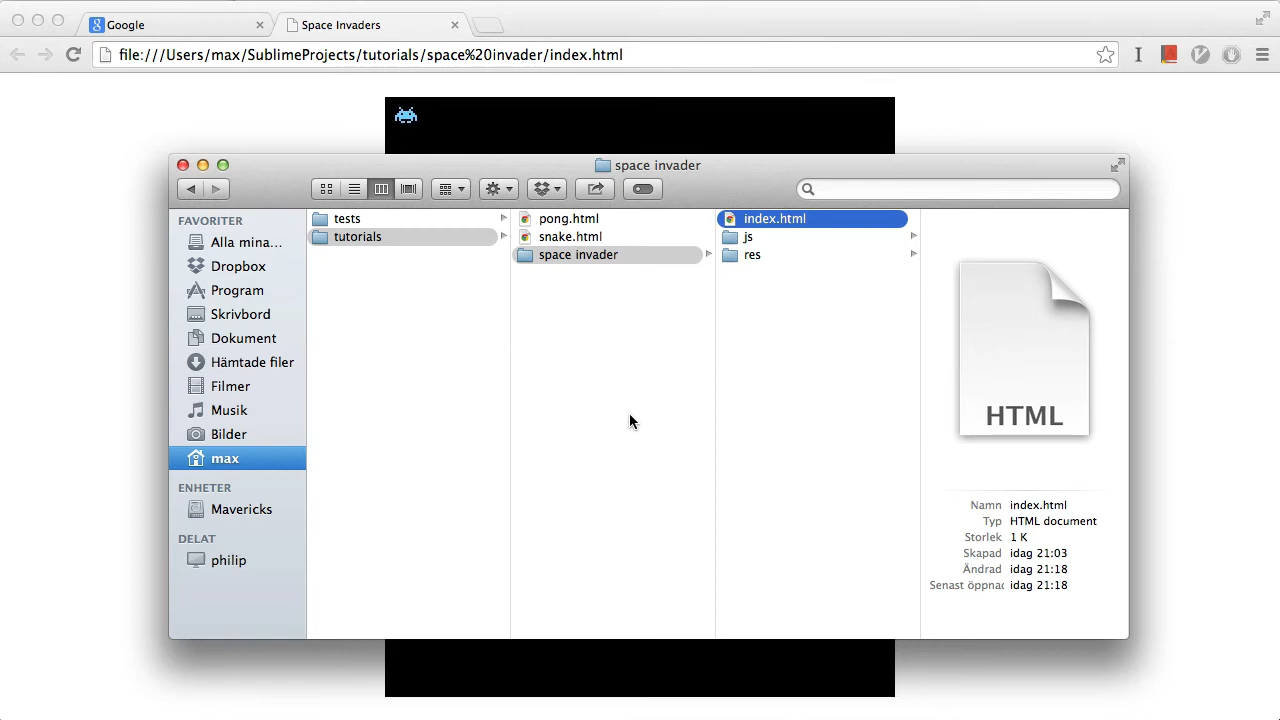 Google
Space Invaders
file:///Users/max/SublimeProjects/tutorials/space%20invader/index.html
space invader
FAVORITER
Alla mina...
Dropbox
Program
Skrivbord
Dokument
Hämtade filer
Filmer
Musik
Bilder
max
ENHETER
Mavericks
DELAT
philip
tests
tutorials
pong.html
snake.html
space invader
index.html
js
res
HTML
Namn index.html
Typ HTML document
Storlek 1 K
Skapad idag 21:03
Ändrad idag 21:18
Senast öppnad idag 21:18